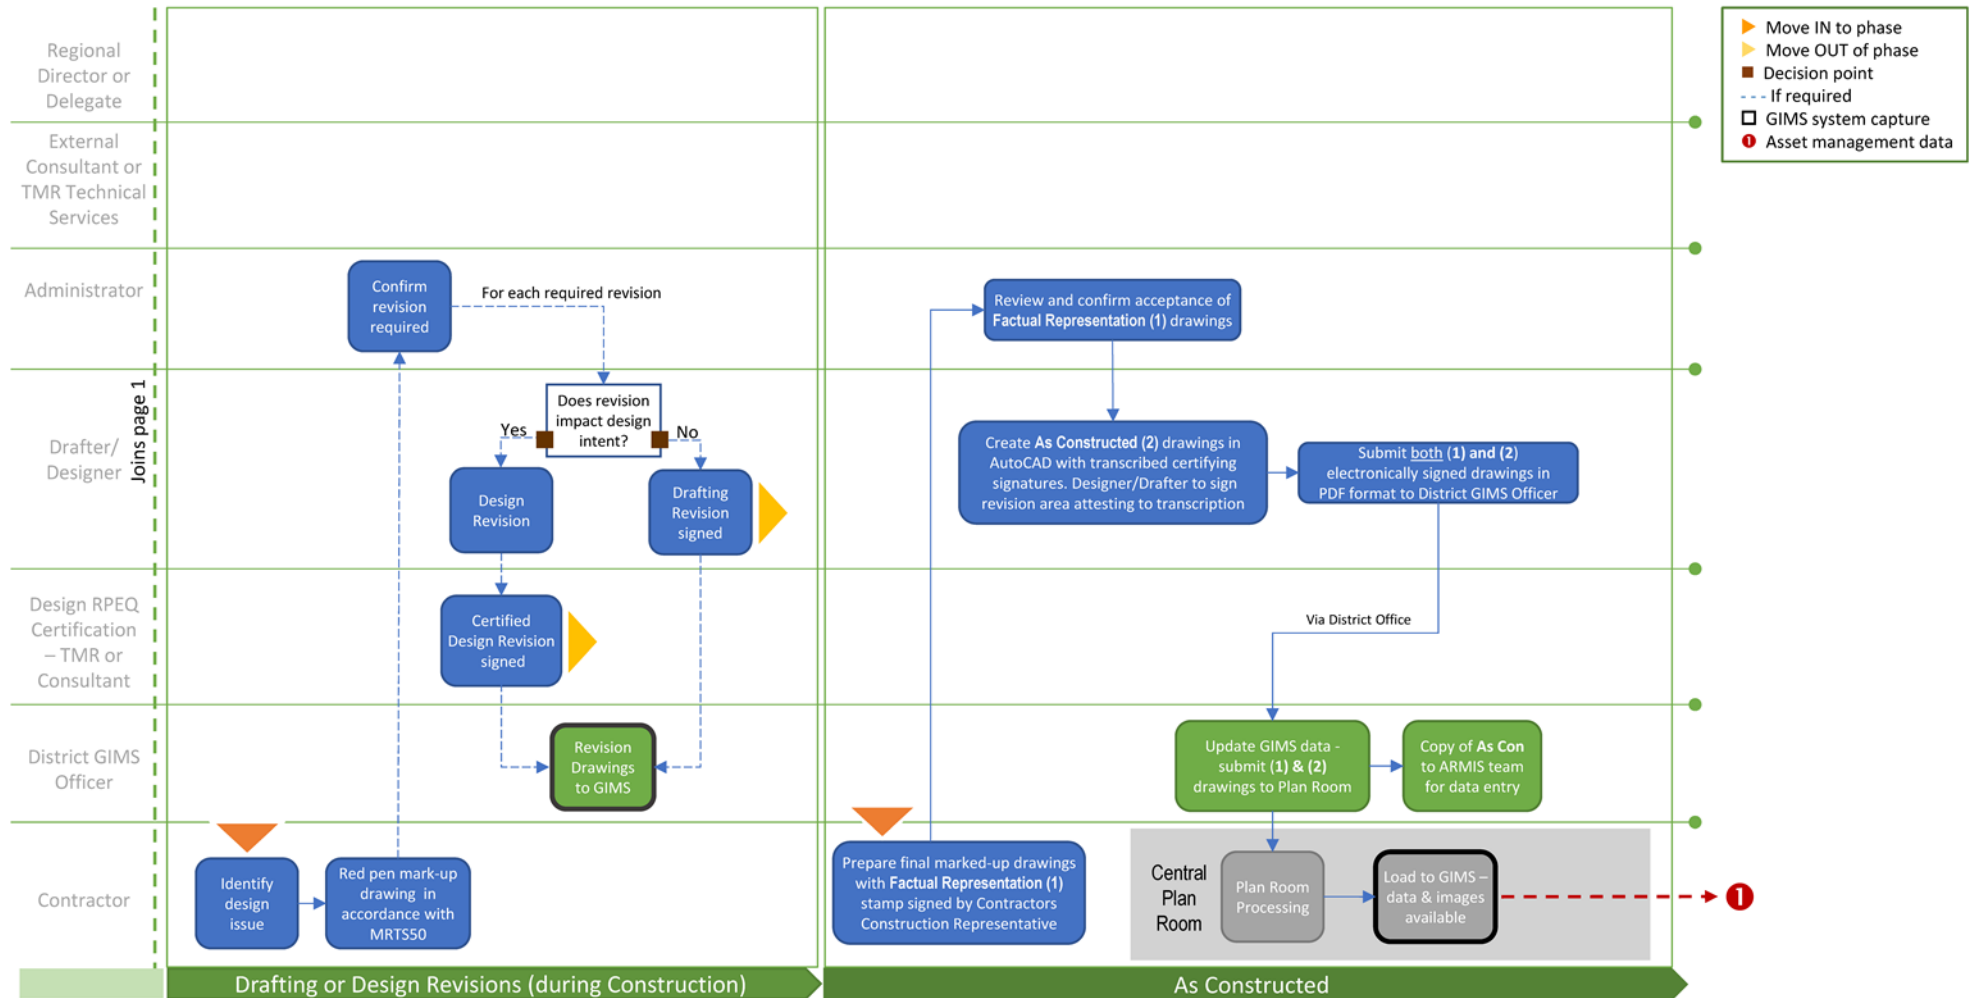 Regional
Director or
Delegate
External
Consultant or
TMR Technical
Services
Administrator
Drafter/
Designer
Design RPEQ
Certification
– TMR or
Consultant
District GIMS
Officer
Contractor
Joins page 1
Confirm
revision
required
For each required revision
Does revision
impact design
intent?
Yes
No
Design
Revision
Drafting
Revision
signed
Certified
Design Revision
signed
Revision
Drawings
to GIMS
Identify
design
issue
Red pen mark-up
drawing in
accordance with
MRTS50
Drafting or Design Revisions (during Construction)
Review and confirm acceptance of
Factual Representation (1) drawings
Create As Constructed (2) drawings in
AutoCAD with transcribed certifying
signatures. Designer/Drafter to sign
revision area attesting to transcription
Submit both (1) and (2)
electronically signed drawings in
PDF format to District GIMS Officer
Via District Office
Update GIMS data -
submit (1) & (2)
drawings to Plan Room
Copy of As Con
to ARMIS team
for data entry
Prepare final marked-up drawings
with Factual Representation (1)
stamp signed by Contractors
Construction Representative
Central
Plan
Room
Plan Room
Processing
Load to GIMS –
data & images
available
1
As Constructed
Move IN to phase
Move OUT of phase
Decision point
If required
GIMS system capture
1 Asset management data